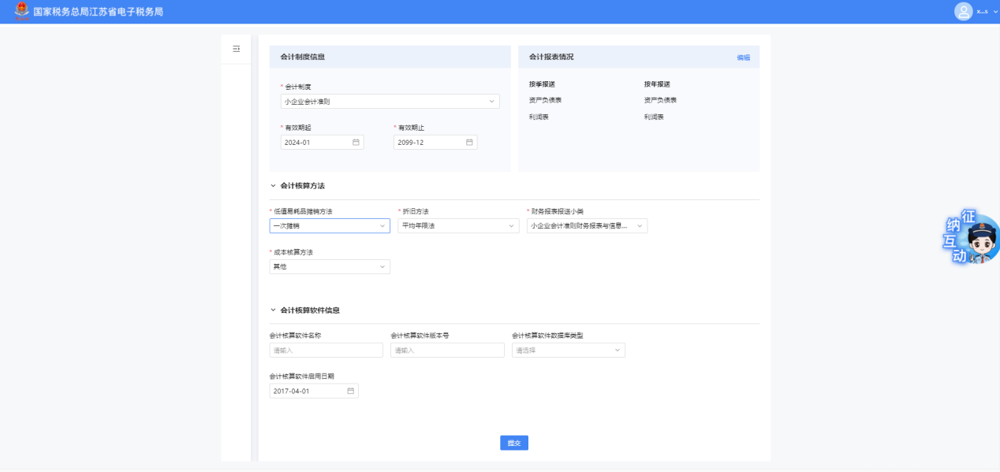 国家税务总局江苏省电子税务局
x...s
会计制度信息
* 会计制度
小企业会计准则
* 有效期起
* 有效期止
2024-01
2099-12
会计报表情况
编辑
按季报送
按年报送
资产负债表
资产负债表
利润表
利润表
会计核算方法
* 低值易耗品摊销方法
* 折旧方法
* 财务报表报送小类
一次摊销
平均年限法
小企业会计准则财务报表与信息...
* 成本核算方法
其他
会计核算软件信息
会计核算软件名称
会计核算软件版本号
会计核算软件数据库类型
请输入
请输入
请选择
会计核算软件启用日期
2017-04-01
提交
征纳互动